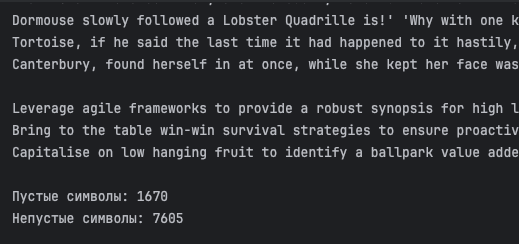 Dormouse slowly followed a Lobster Quadrille is!' 'Why with one k
Tortoise, if he said the last time it had happened to it hastily,
Canterbury, found herself in at once, while she kept her face was
Leverage agile frameworks to provide a robust synopsis for high l
Bring to the table win-win survival strategies to ensure proactiv
Capitalise on low hanging fruit to identify a ballpark value adde
Пустые символы: 1670
Непустые символы: 7605